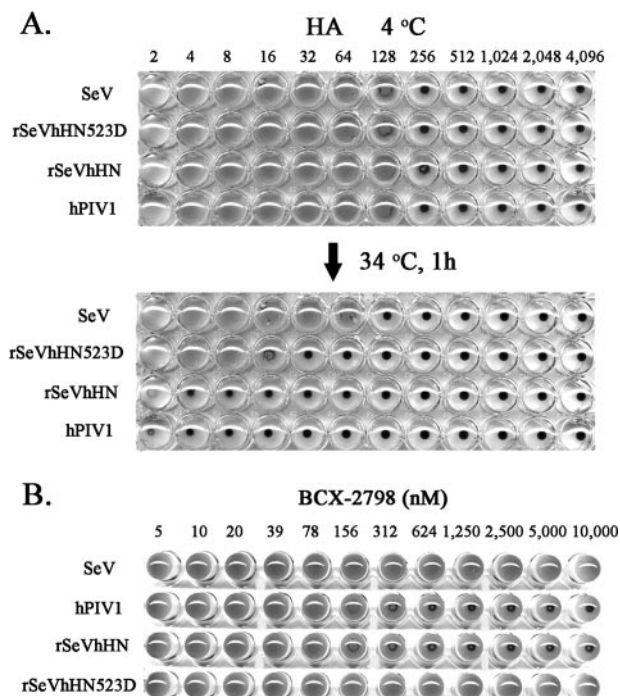 A.
HA 4 °C
2 4 8 16 32 64 128 256 512 1,024 2,048 4,096
SeV
rSeVhHN523D
rSeVhHN
hPIV1
34 °C, 1h
SeV
rSeVhHN523D
rSeVhHN
hPIV1
B.
BCX-2798 (nM)
5 10 20 39 78 156 312 624 1,250 2,500 5,000 10,000
SeV
hPIV1
rSeVhHN
rSeVhHN523D